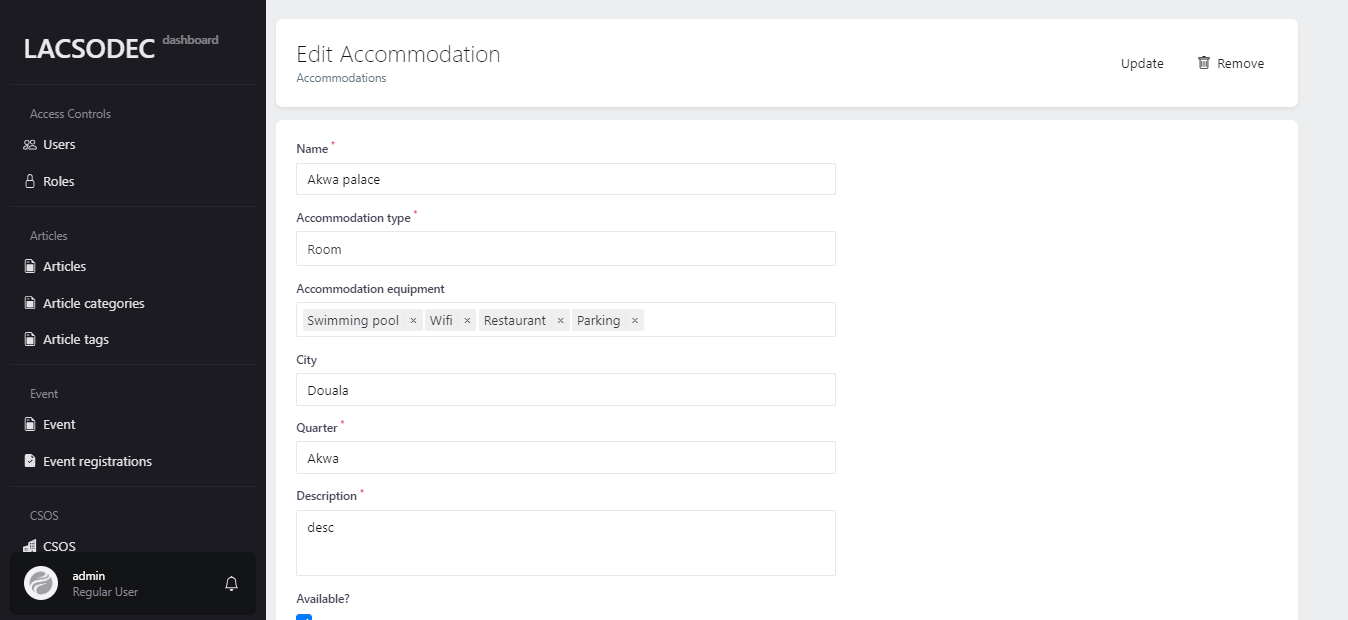 LACSODEC dashboard
Access Controls
Users
Roles
Articles
Articles
Article categories
Article tags
Event
Event
Event registrations
CSOS
CSOS
admin
Regular User
Edit Accommodation
Accommodations
Update
Remove
Name *
Akwa palace
Accommodation type *
Room
Accommodation equipment
Swimming pool × Wifi × Restaurant × Parking ×
City
Douala
Quarter *
Akwa
Description *
desc
Available?